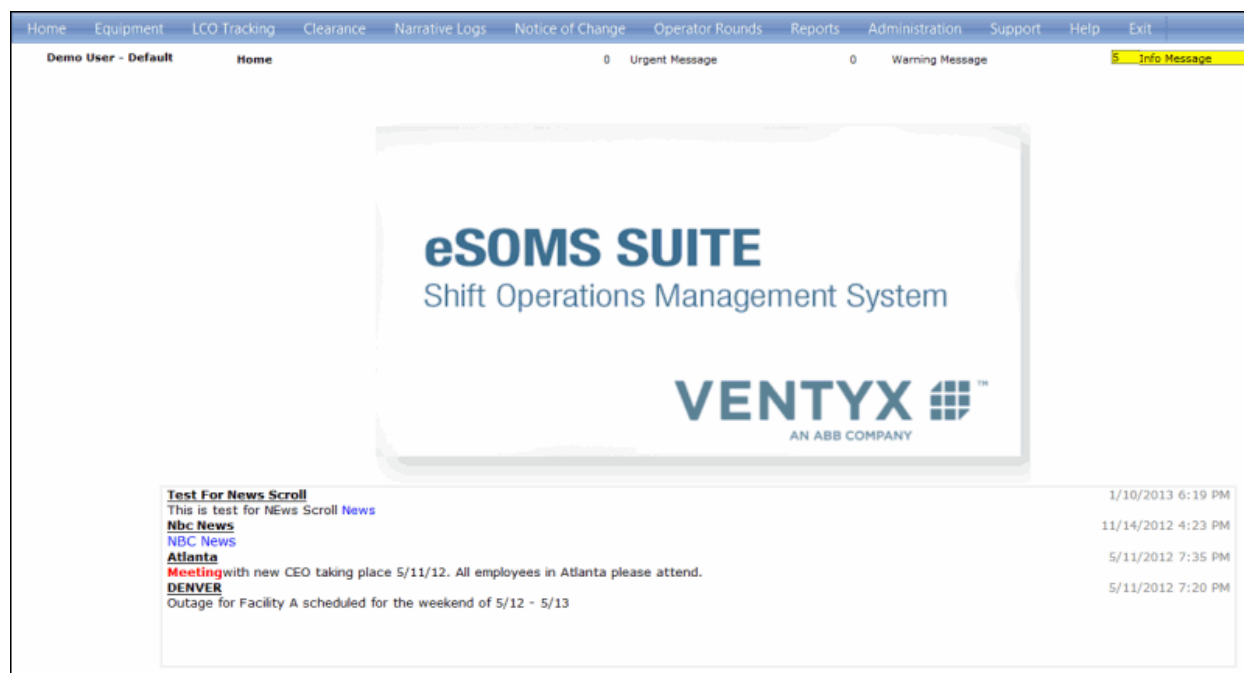 Home Equipment LCO Tracking Clearance Narrative Logs Notice of Change Operator Rounds Reports Administration Support Help Exit
Demo User - Default Home 0 Urgent Message 0 Warning Message 5 Info Message
eSOMS SUITE
Shift Operations Management System
VENTYX ™
AN ABB COMPANY
Test For News Scroll 1/10/2013 6:19 PM
This is test for NEws Scroll News
Nbc News 11/14/2012 4:23 PM
NBC News
Atlanta 5/11/2012 7:35 PM
Meetingwith new CEO taking place 5/11/12. All employees in Atlanta please attend.
DENVER 5/11/2012 7:20 PM
Outage for Facility A scheduled for the weekend of 5/12 - 5/13